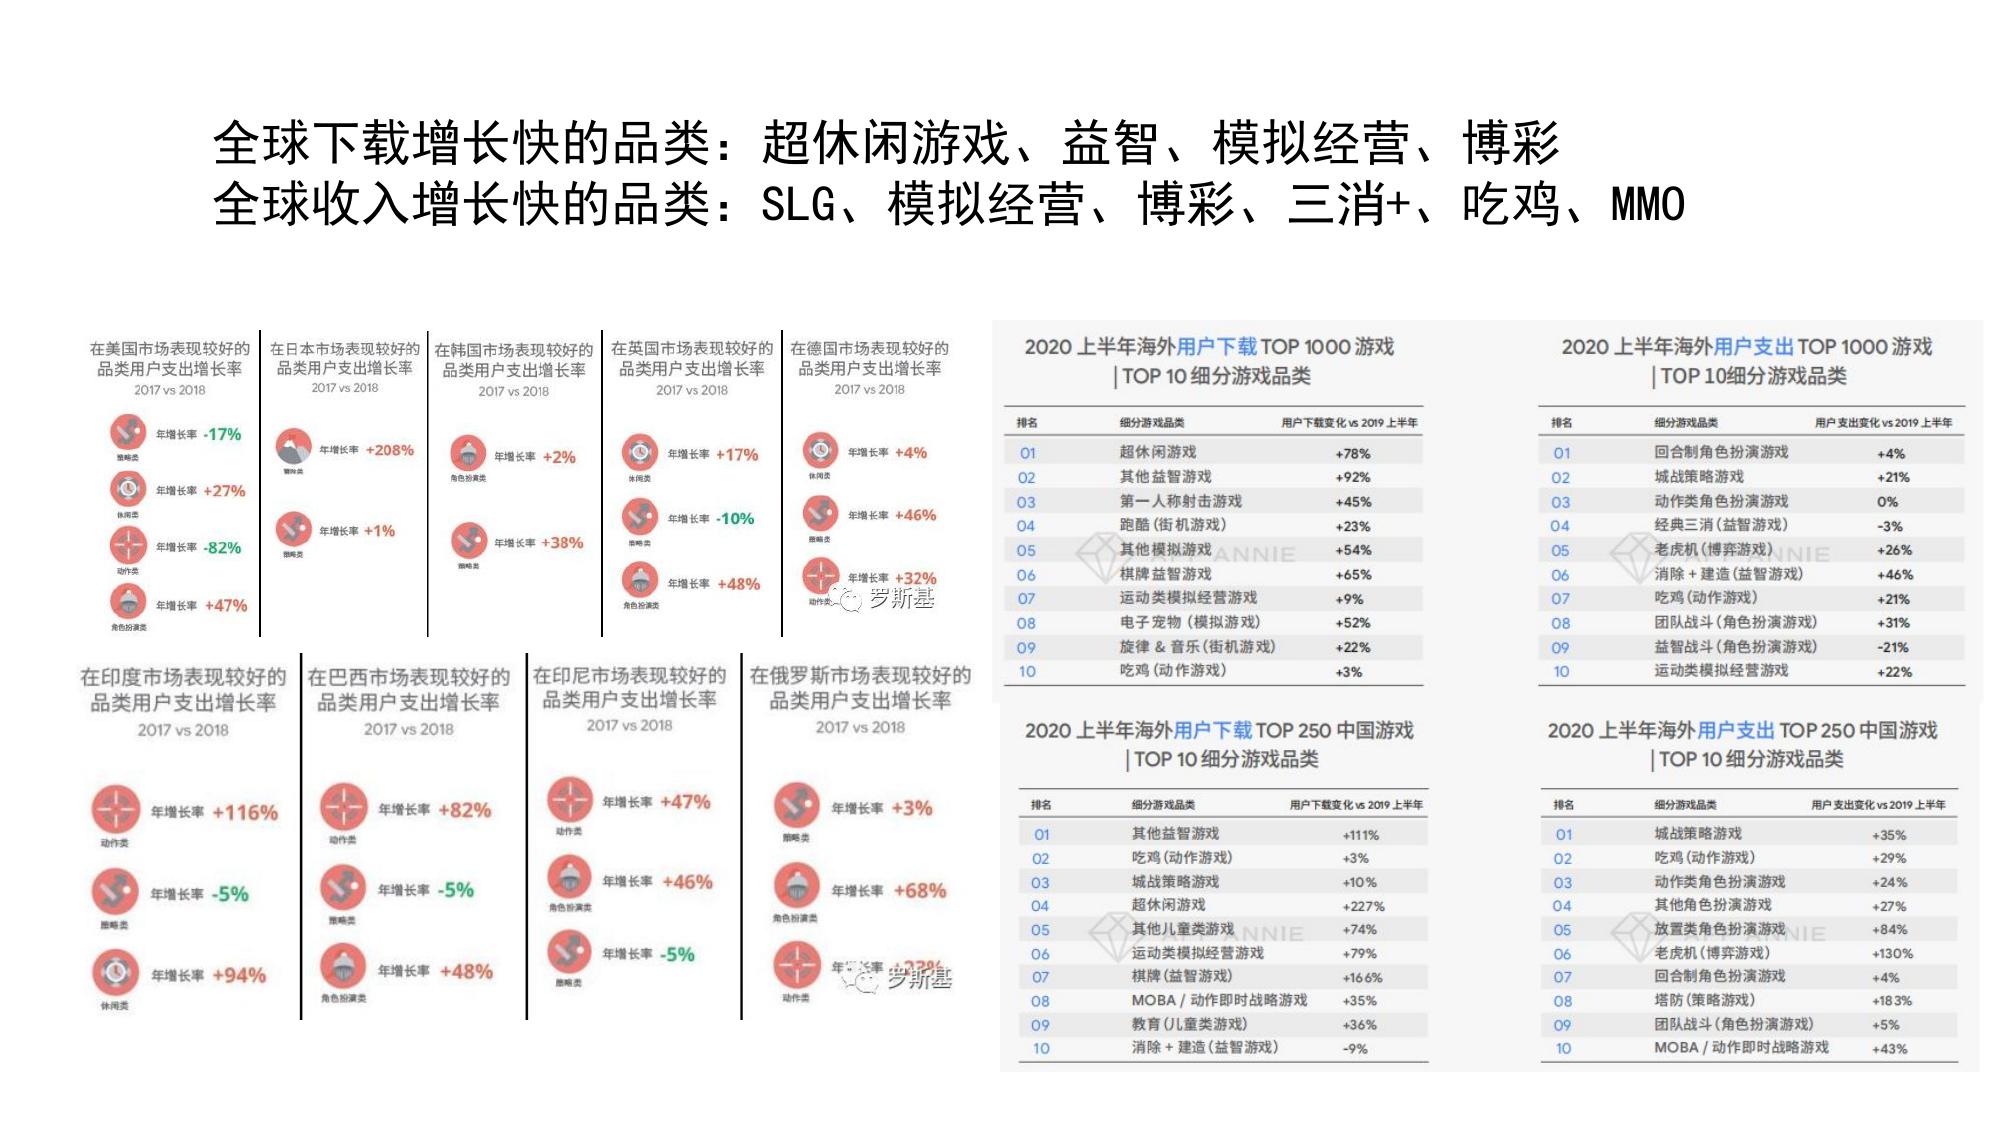 全球下载增长快的品类：超休闲游戏、益智、模拟经营、博彩
全球收入增长快的品类：SLG、模拟经营、博彩、三消+、吃鸡、MMO
在美国市场表现较好的
品类用户支出增长率
2017 vs 2018
年增长率 -17%
策略类
年增长率 +27%
休闲类
年增长率 -82%
动作类
年增长率 +47%
角色扮演类
在日本市场表现较好的
品类用户支出增长率
2017 vs 2018
年增长率 +208%
冒险类
年增长率 +1%
策略类
在韩国市场表现较好的
品类用户支出增长率
2017 vs 2018
年增长率 +2%
角色扮演类
年增长率 +38%
策略类
在英国市场表现较好的
品类用户支出增长率
2017 vs 2018
年增长率 +17%
休闲类
年增长率 -10%
策略类
年增长率 +48%
角色扮演类
在德国市场表现较好的
品类用户支出增长率
2017 vs 2018
年增长率 +4%
休闲类
年增长率 +46%
策略类
年增长率 +32%
动作类
罗斯基
在印度市场表现较好的
品类用户支出增长率
2017 vs 2018
年增长率 +116%
动作类
年增长率 -5%
策略类
年增长率 +94%
休闲类
在巴西市场表现较好的
品类用户支出增长率
2017 vs 2018
年增长率 +82%
动作类
年增长率 -5%
策略类
年增长率 +48%
角色扮演类
在印尼市场表现较好的
品类用户支出增长率
2017 vs 2018
年增长率 +47%
动作类
年增长率 +46%
角色扮演类
年增长率 -5%
策略类
在俄罗斯市场表现较好的
品类用户支出增长率
2017 vs 2018
年增长率 +3%
策略类
年增长率 +68%
角色扮演类
动作类
罗斯基
2020 上半年海外用户下载 TOP 1000 游戏
| TOP 10 细分游戏品类
排名 细分游戏品类 用户下载变化 vs 2019 上半年
01 超休闲游戏 +78%
02 其他益智游戏 +92%
03 第一人称射击游戏 +45%
04 跑酷 (街机游戏) +23%
05 其他模拟游戏 +54%
06 棋牌益智游戏 +65%
07 运动类模拟经营游戏 +9%
08 电子宠物 (模拟游戏) +52%
09 旋律 & 音乐 (街机游戏) +22%
10 吃鸡 (动作游戏) +3%
2020 上半年海外用户支出 TOP 1000 游戏
| TOP 10细分游戏品类
排名 细分游戏品类 用户支出变化 vs 2019 上半年
01 回合制角色扮演游戏 +4%
02 城战策略游戏 +21%
03 动作类角色扮演游戏 0%
04 经典三消 (益智游戏) -3%
05 老虎机 (博弈游戏) +26%
06 消除 + 建造 (益智游戏) +46%
07 吃鸡 (动作游戏) +21%
08 团队战斗 (角色扮演游戏) +31%
09 益智战斗 (角色扮演游戏) -21%
10 运动类模拟经营游戏 +22%
2020 上半年海外用户下载 TOP 250 中国游戏
| TOP 10 细分游戏品类
排名 细分游戏品类 用户下载变化 vs 2019 上半年
01 其他益智游戏 +111%
02 吃鸡 (动作游戏) +3%
03 城战策略游戏 +10%
04 超休闲游戏 +227%
05 其他儿童类游戏 +74%
06 运动类模拟经营游戏 +79%
07 棋牌 (益智游戏) +166%
08 MOBA / 动作即时战略游戏 +35%
09 教育 (儿童类游戏) +36%
10 消除 + 建造 (益智游戏) -9%
2020 上半年海外用户支出 TOP 250 中国游戏
| TOP 10 细分游戏品类
排名 细分游戏品类 用户支出变化 vs 2019 上半年
01 城战策略游戏 +35%
02 吃鸡 (动作游戏) +29%
03 动作类角色扮演游戏 +24%
04 其他角色扮演游戏 +27%
05 放置类角色扮演游戏 +84%
06 老虎机 (博弈游戏) +130%
07 回合制角色扮演游戏 +4%
08 塔防 (策略游戏) +183%
09 团队战斗 (角色扮演游戏) +5%
10 MOBA / 动作即时战略游戏 +43%